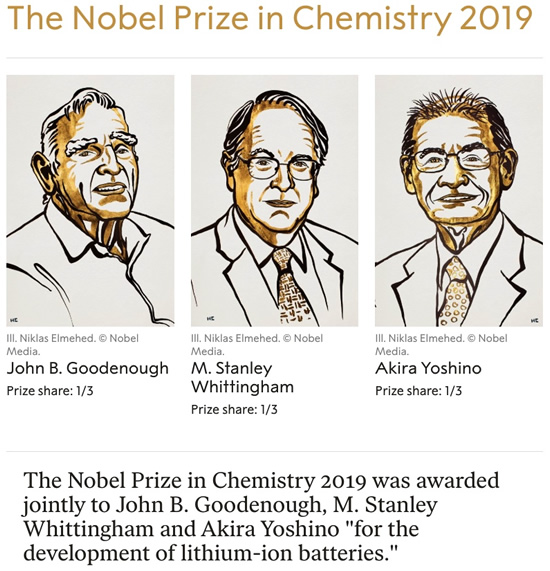 The Nobel Prize in Chemistry 2019
Ill. Niklas Elmehed. © Nobel
Media.
John B. Goodenough
Prize share: 1/3
Ill. Niklas Elmehed. © Nobel
Media.
M. Stanley
Whittingham
Prize share: 1/3
Ill. Niklas Elmehed. © Nobel
Media.
Akira Yoshino
Prize share: 1/3
The Nobel Prize in Chemistry 2019 was awarded
jointly to John B. Goodenough, M. Stanley
Whittingham and Akira Yoshino "for the
development of lithium-ion batteries."